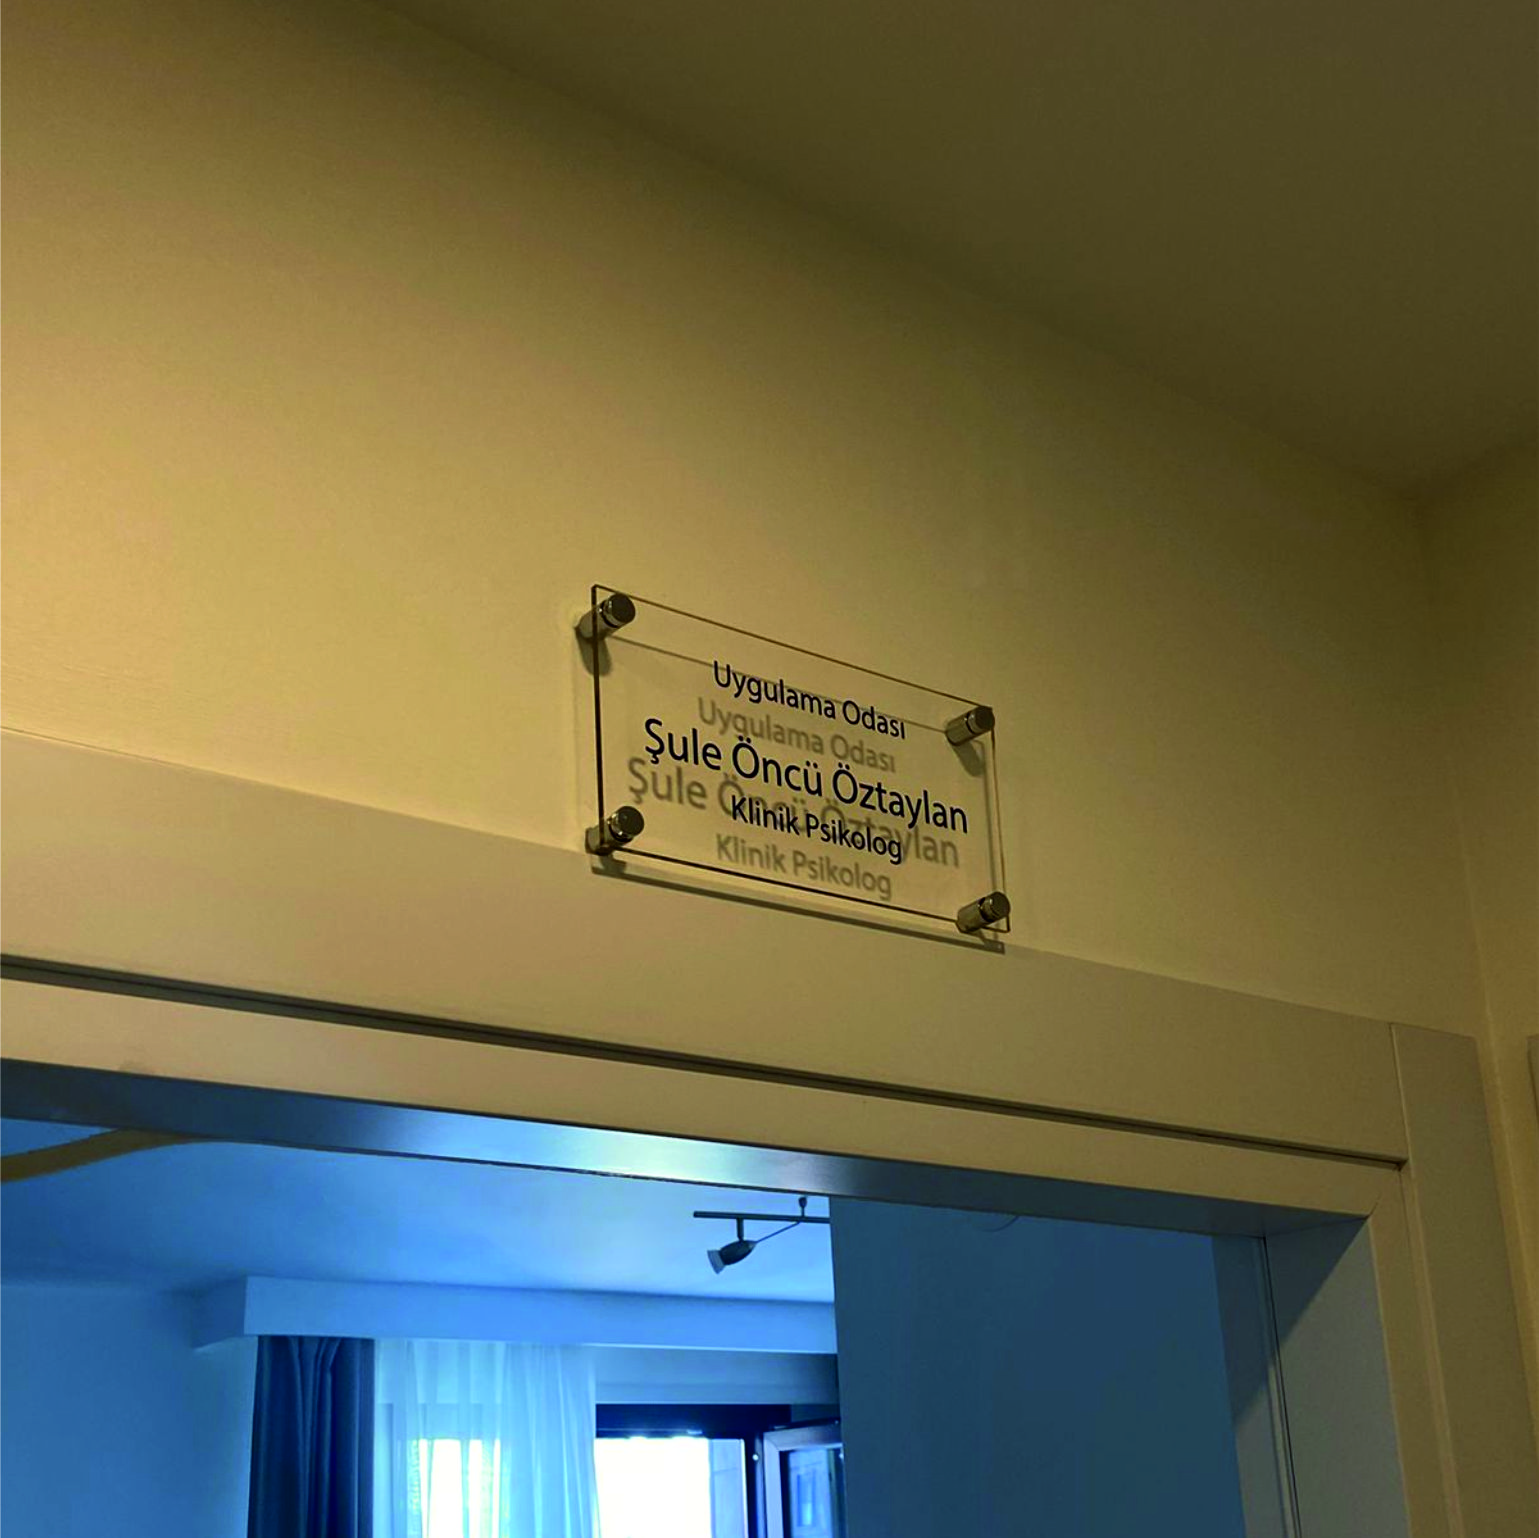 Uygulama Odası
Şule Öncü Öztaylan
Klinik Psikolog